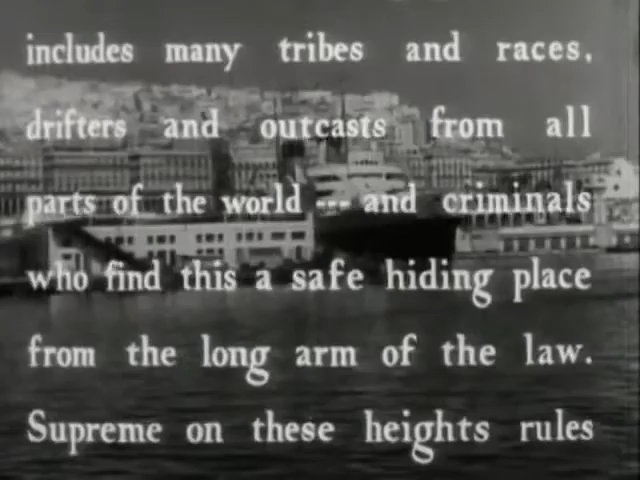 includes many tribes and races,
drifters and outcasts from all
parts of the world --- and criminals
who find this a safe hiding place
from the long arm of the law.
Supreme on these heights rules